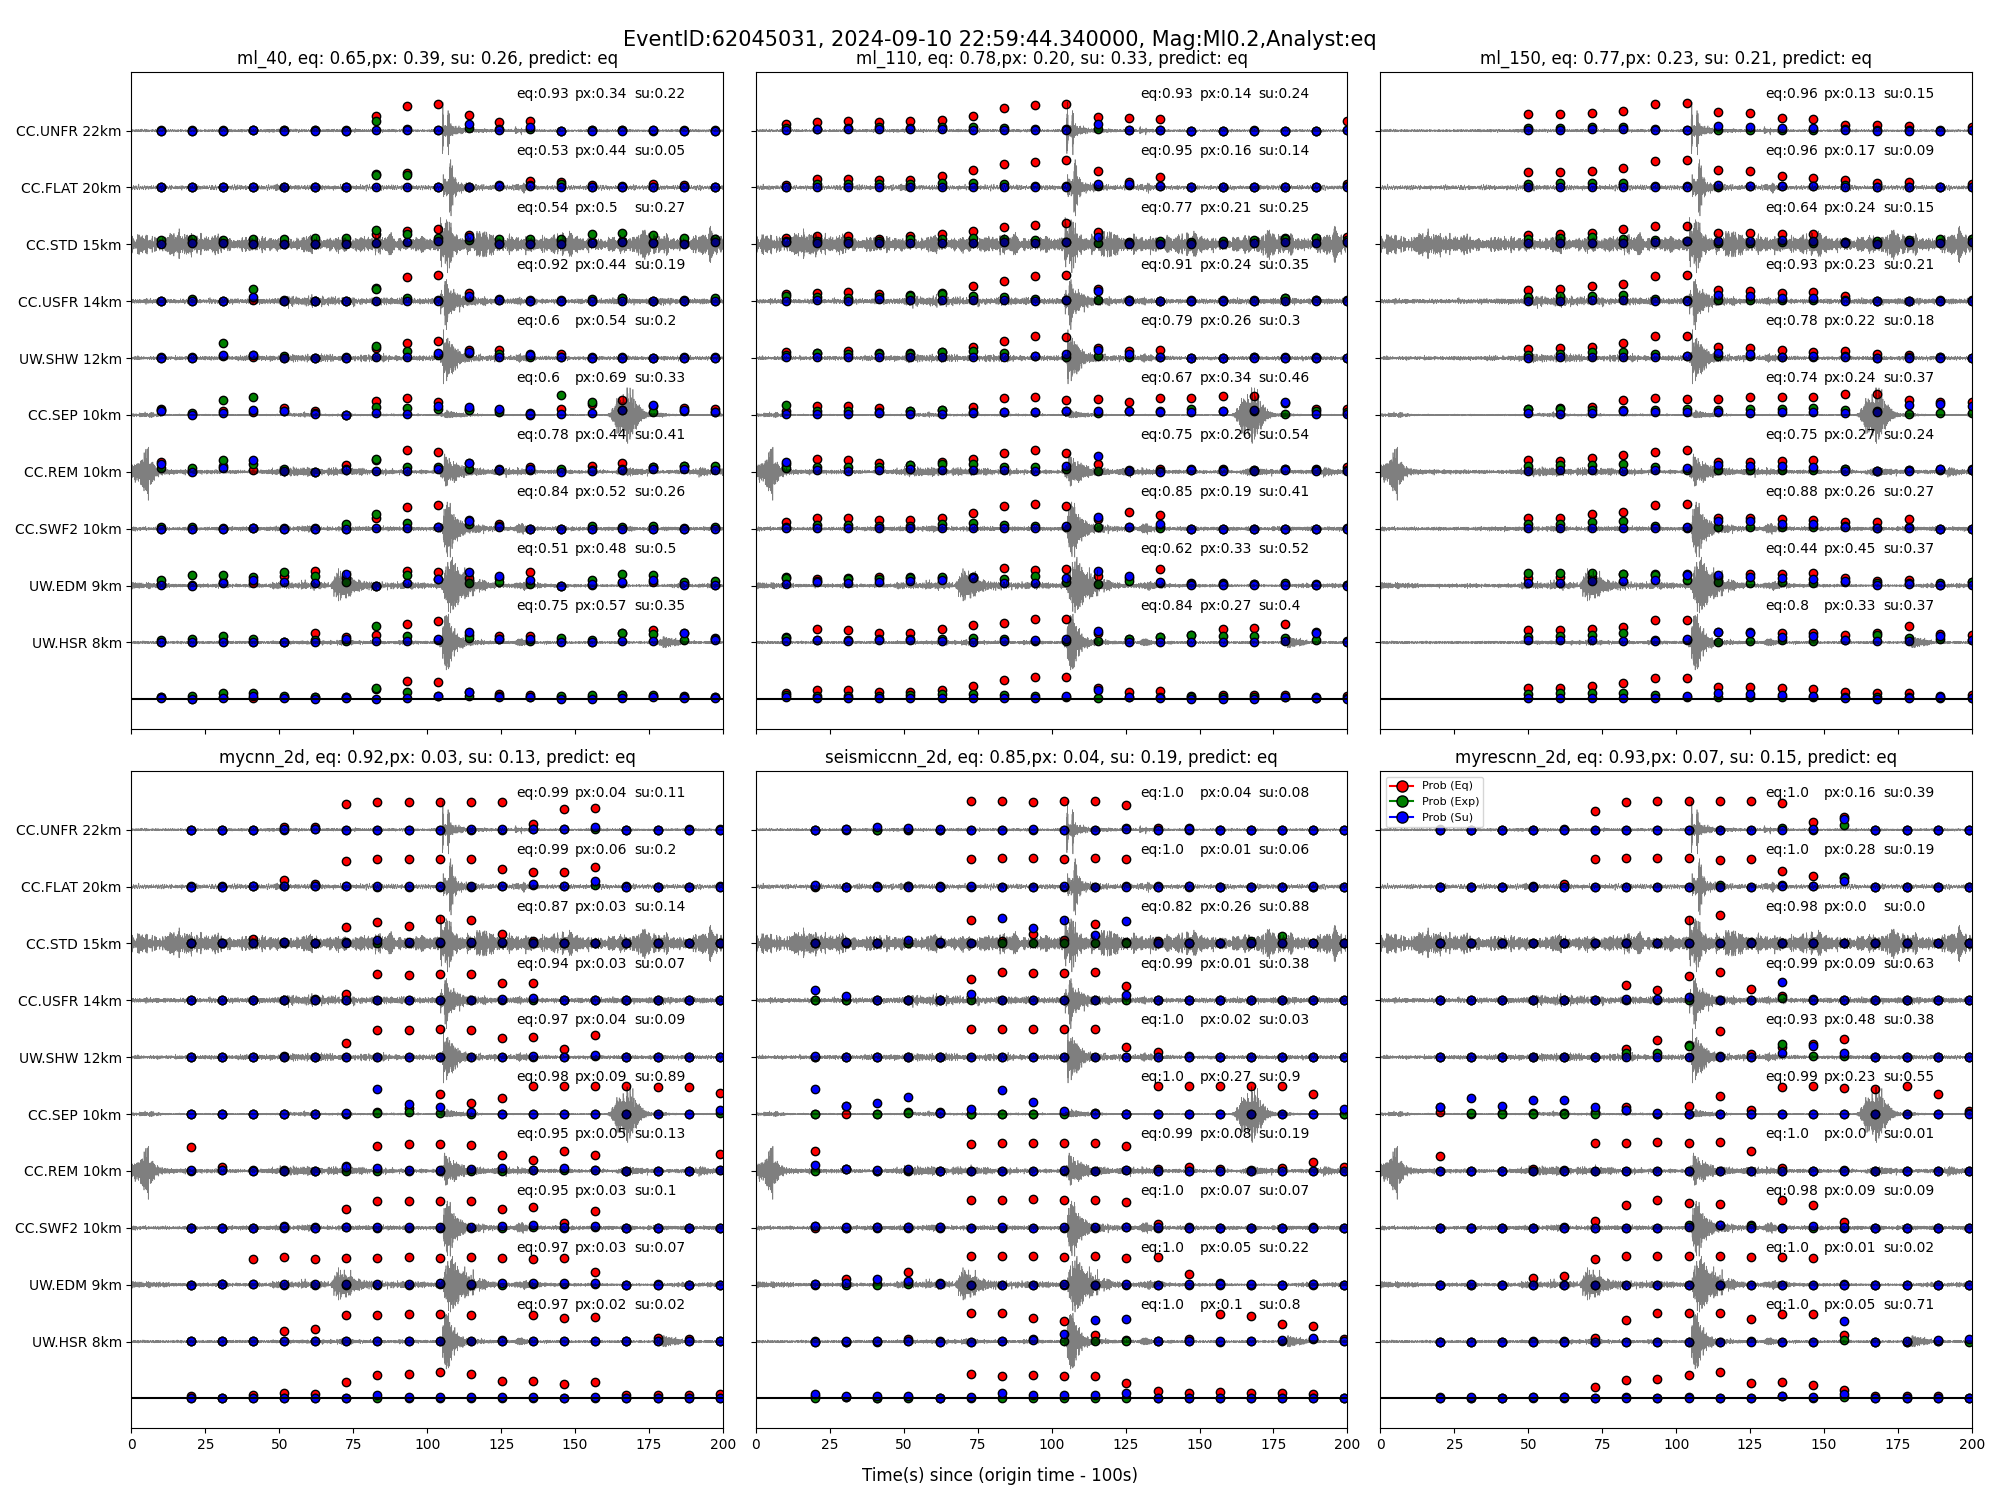 EventID:62045031, 2024-09-10 22:59:44.340000, Mag:Ml0.2,Analyst:eq
ml_40, eq: 0.65,px: 0.39, su: 0.26, predict: eq
CC.UNFR 22km
eq:0.93 px:0.34 su:0.22
CC.FLAT 20km
eq:0.53 px:0.44 su:0.05
CC.STD 15km
eq:0.54 px:0.5 su:0.27
CC.USFR 14km
eq:0.92 px:0.44 su:0.19
UW.SHW 12km
eq:0.6 px:0.54 su:0.2
CC.SEP 10km
eq:0.6 px:0.69 su:0.33
CC.REM 10km
eq:0.78 px:0.44 su:0.41
CC.SWF2 10km
eq:0.84 px:0.52 su:0.26
UW.EDM 9km
eq:0.51 px:0.48 su:0.5
UW.HSR 8km
eq:0.75 px:0.57 su:0.35
ml_110, eq: 0.78,px: 0.20, su: 0.33, predict: eq
eq:0.93 px:0.14 su:0.24
eq:0.95 px:0.16 su:0.14
eq:0.77 px:0.21 su:0.25
eq:0.91 px:0.24 su:0.35
eq:0.79 px:0.26 su:0.3
eq:0.67 px:0.34 su:0.46
eq:0.75 px:0.26 su:0.54
eq:0.85 px:0.19 su:0.41
eq:0.62 px:0.33 su:0.52
eq:0.84 px:0.27 su:0.4
ml_150, eq: 0.77,px: 0.23, su: 0.21, predict: eq
eq:0.96 px:0.13 su:0.15
eq:0.96 px:0.17 su:0.09
eq:0.64 px:0.24 su:0.15
eq:0.93 px:0.23 su:0.21
eq:0.78 px:0.22 su:0.18
eq:0.74 px:0.24 su:0.37
eq:0.75 px:0.27 su:0.24
eq:0.88 px:0.26 su:0.27
eq:0.44 px:0.45 su:0.37
eq:0.8 px:0.33 su:0.37
mycnn_2d, eq: 0.92,px: 0.03, su: 0.13, predict: eq
CC.UNFR 22km
eq:0.99 px:0.04 su:0.11
CC.FLAT 20km
eq:0.99 px:0.06 su:0.2
CC.STD 15km
eq:0.87 px:0.03 su:0.14
CC.USFR 14km
eq:0.94 px:0.03 su:0.07
UW.SHW 12km
eq:0.97 px:0.04 su:0.09
CC.SEP 10km
eq:0.98 px:0.09 su:0.89
CC.REM 10km
eq:0.95 px:0.05 su:0.13
CC.SWF2 10km
eq:0.95 px:0.03 su:0.1
UW.EDM 9km
eq:0.97 px:0.03 su:0.07
UW.HSR 8km
eq:0.97 px:0.02 su:0.02
0 25 50 75 100 125 150 175 200
seismiccnn_2d, eq: 0.85,px: 0.04, su: 0.19, predict: eq
eq:1.0 px:0.04 su:0.08
eq:1.0 px:0.01 su:0.06
eq:0.82 px:0.26 su:0.88
eq:0.99 px:0.01 su:0.38
eq:1.0 px:0.02 su:0.03
eq:1.0 px:0.27 su:0.9
eq:0.99 px:0.08 su:0.19
eq:1.0 px:0.07 su:0.07
eq:1.0 px:0.05 su:0.22
eq:1.0 px:0.1 su:0.8
0 25 50 75 100 125 150 175 200
myrescnn_2d, eq: 0.93,px: 0.07, su: 0.15, predict: eq
Prob (Eq)
Prob (Exp)
Prob (Su)
eq:1.0 px:0.16 su:0.39
eq:1.0 px:0.28 su:0.19
eq:0.98 px:0.0 su:0.0
eq:0.99 px:0.09 su:0.63
eq:0.93 px:0.48 su:0.38
eq:0.99 px:0.23 su:0.55
eq:1.0 px:0.0 su:0.01
eq:0.98 px:0.09 su:0.09
eq:1.0 px:0.01 su:0.02
eq:1.0 px:0.05 su:0.71
0 25 50 75 100 125 150 175 200
Time(s) since (origin time - 100s)